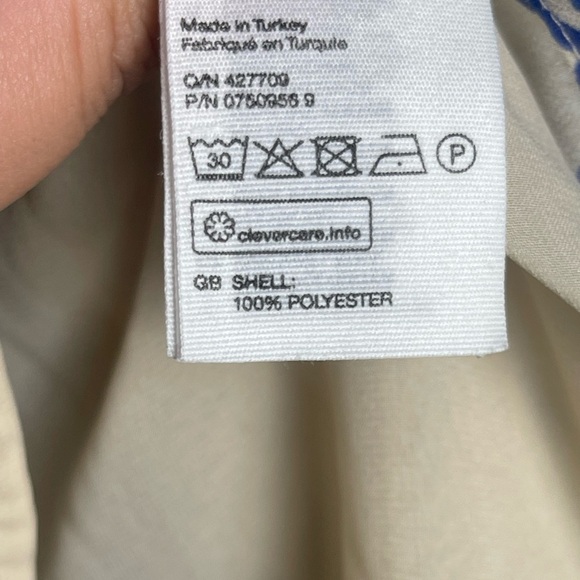 Made in Turkey
Fabriqué en Turquie
O/N 427709
P/N 0750956 9
30
P
clevercare.info
GB SHELL:
100% POLYESTER